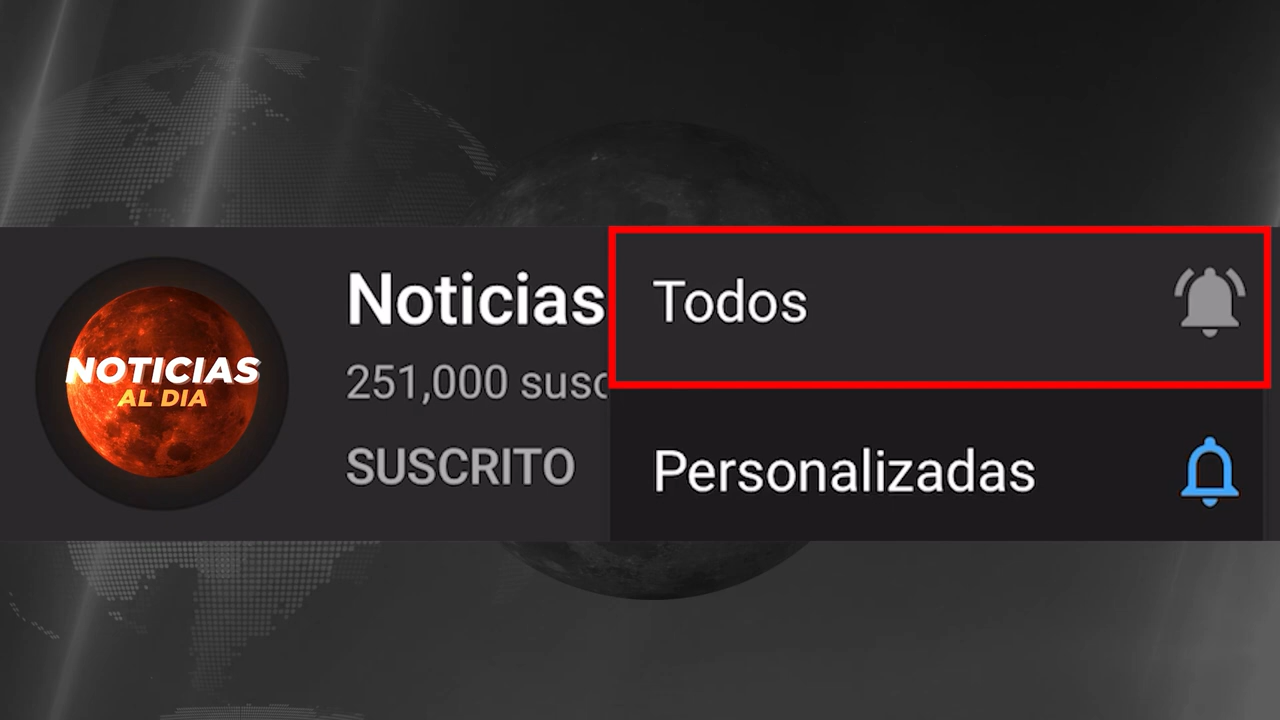 NOTICIAS
AL DIA
Noticias
251,000 susc
SUSCRITO
Todos
Personalizadas